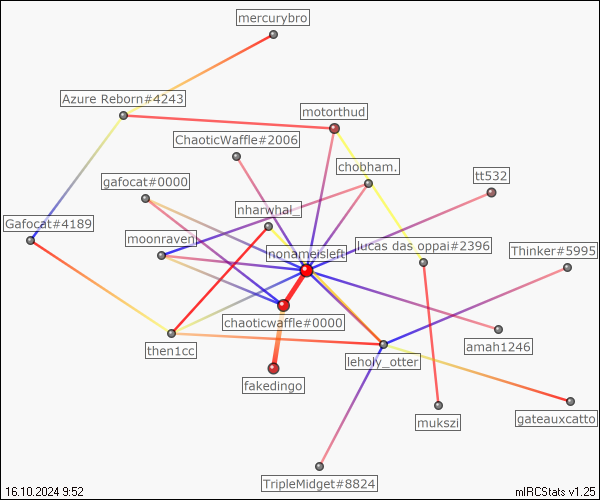 mercurybro
Azure Reborn#4243
motorthud
ChaoticWaffle#2006
chobham.
tt532
gafocat#0000
nharwhal_
Gafocat#4189
moonraven
nonameisleft
lucas das oppai#2396
Thinker#5995
chaoticwaffle#0000
then1cc
leholy_otter
amah1246
fakedingo
mukszi
gateauxcatto
TripleMidget#8824
16.10.2024 9:52
mIRCStats v1.25